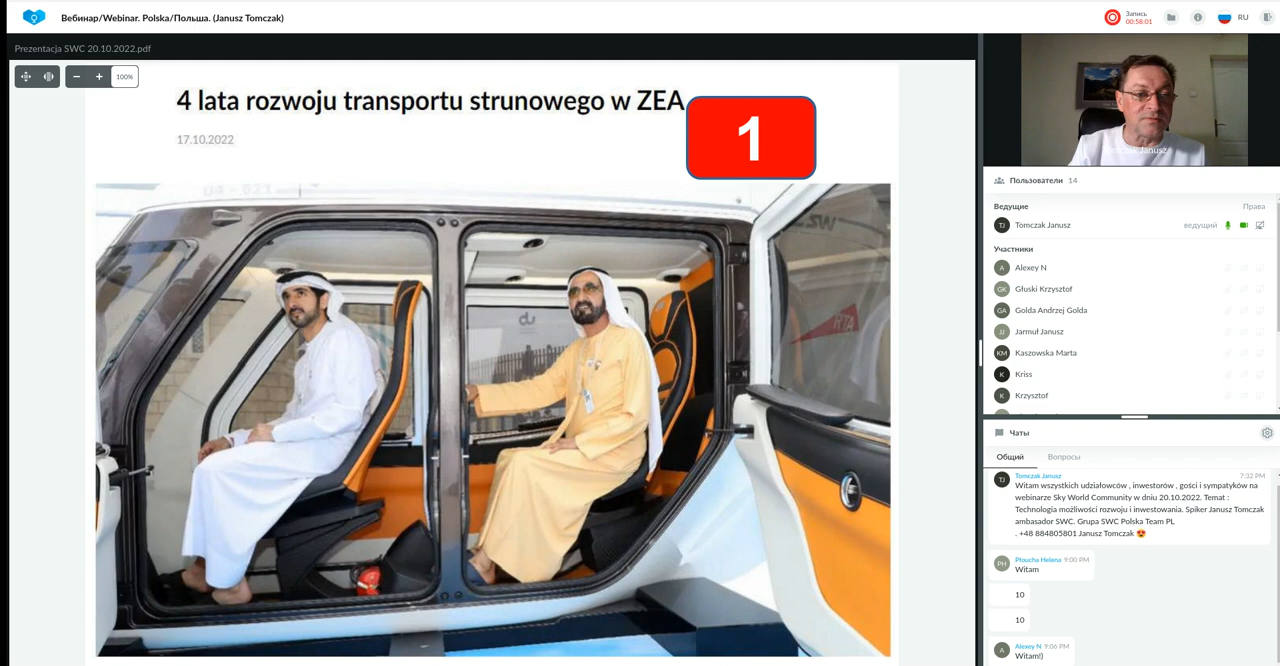 Вебинар/Webinar. Polska/Польша. (Janusz Tomczak)
Запись
00:58:01
RU
Prezentacja SWC 20.10.2022.pdf
100%
4 lata rozwoju transportu strunowego w ZEA
17.10.2022
1
du
RTA
Tomczak Janusz
Пользователи 14
Ведущие Права
TJ Tomczak Janusz ведущий
Участники
A Alexey N
GK Głuski Krzysztof
GA Golda Andrzej Golda
JJ Jarmuł Janusz
KM Kaszowska Marta
K Kriss
K Krzysztof
Чаты
Общий Вопросы
TJ Tomczak Janusz 7:32 PM
Witam wszystkich udziałowców , inwestorów , gości i sympatyków na
webinarze Sky World Community w dniu 20.10.2022. Temat :
Technologia możliwości rozwoju i inwestowania. Spiker Janusz Tomczak
ambasador SWC. Grupa SWC Polska Team PL
. +48 884805801 Janusz Tomczak 😍
PH Płoucha Helena 9:00 PM
Witam
10
10
A Alexey N 9:06 PM
Witam!)